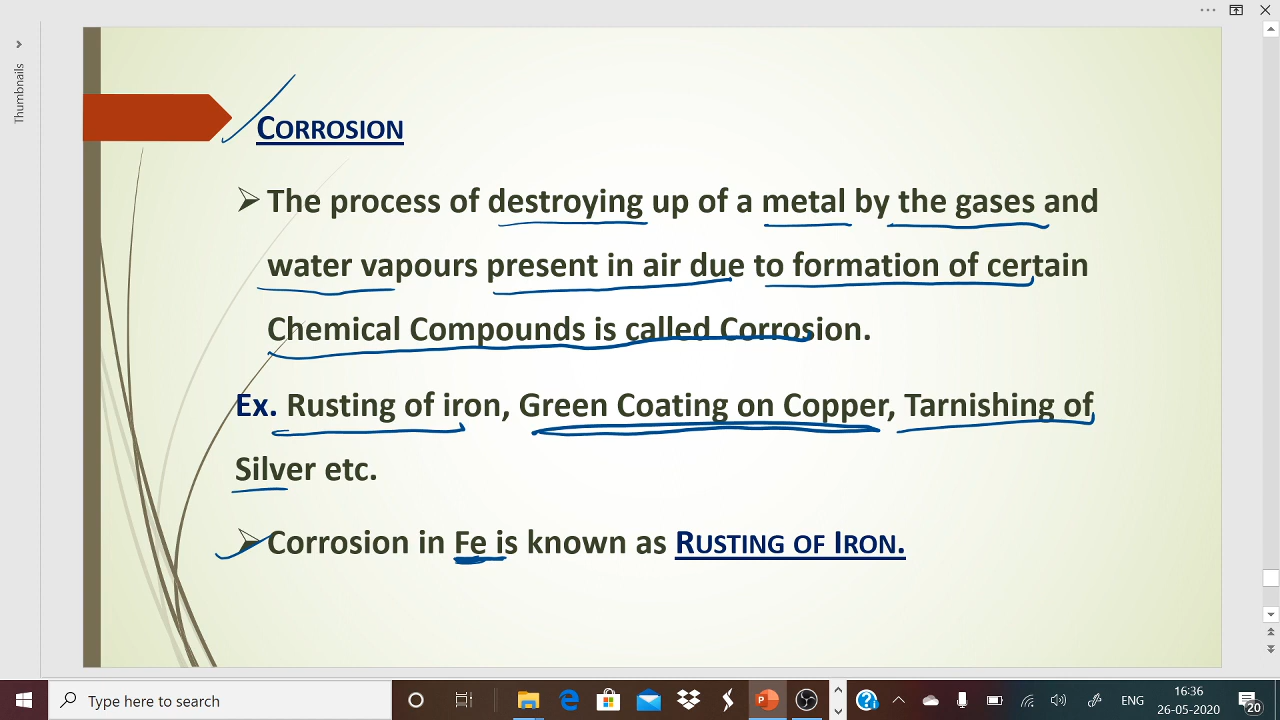 Thumbnails
CORROSION
➢ The process of destroying up of a metal by the gases and
water vapours present in air due to formation of certain
Chemical Compounds is called Corrosion.
Ex. Rusting of iron, Green Coating on Copper, Tarnishing of
Silver etc.
➢ Corrosion in Fe is known as RUSTING OF IRON.
Type here to search
ENG
16:36
26-05-2020
20